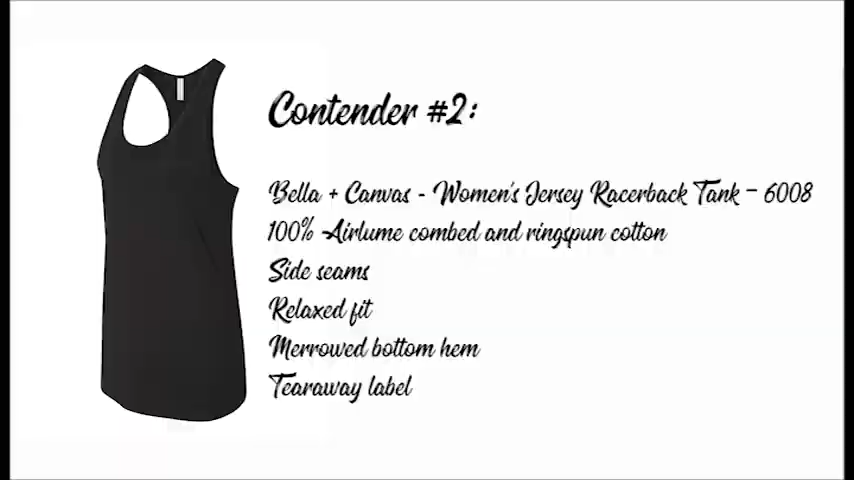 Contender #2:
Bella + Canvas - Women's Jersey Racerback Tank – 6008
100% Airlume combed and ringspun cotton
Side seams
Relaxed fit
Merrowed bottom hem
Tearaway label